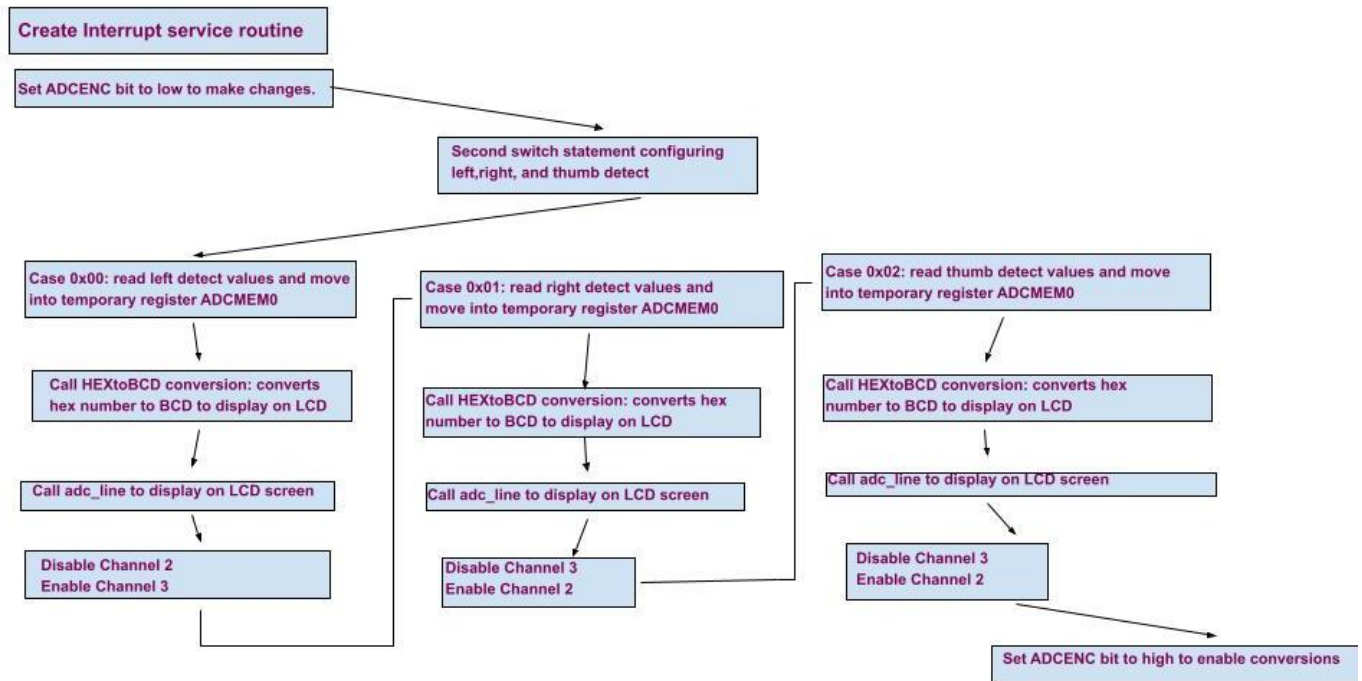 Create Interrupt service routine
Set ADCENC bit to low to make changes.
Second switch statement configuring
left,right, and thumb detect
Case 0x00: read left detect values and move
into temporary register ADCMEM0
Call HEXtoBCD conversion: converts
hex number to BCD to display on LCD
Call adc_line to display on LCD screen
Disable Channel 2
Enable Channel 3
Case 0x01: read right detect values and
move into temporary register ADCMEM0
Call HEXtoBCD conversion: converts hex
number to BCD to display on LCD
Call adc_line to display on LCD screen
Disable Channel 3
Enable Channel 2
Case 0x02: read thumb detect values and move
into temporary register ADCMEM0
Call HEXtoBCD conversion: converts hex
number to BCD to display on LCD
Call adc_line to display on LCD screen
Disable Channel 3
Enable Channel 2
Set ADCENC bit to high to enable conversions